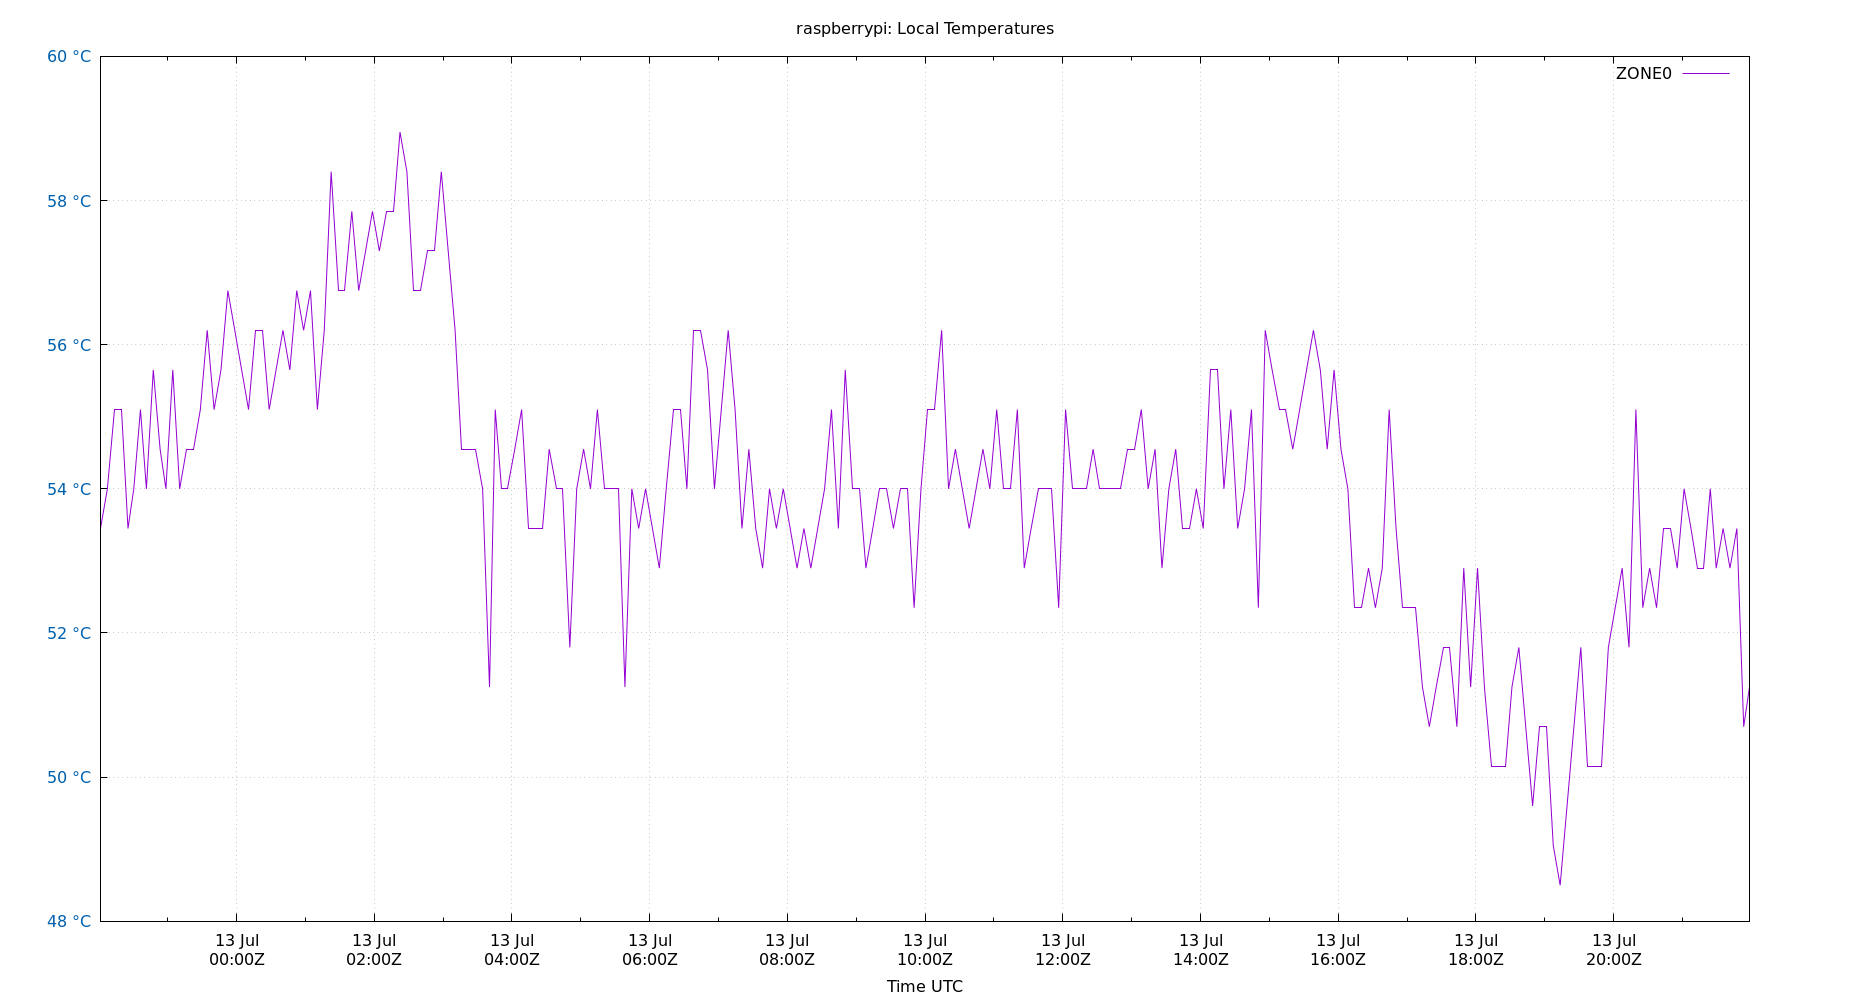 raspberrypi: Local Temperatures
60 °C
ZONE0
58 °C
56 °C
54 °C
52 °C
50 °C
48 °C
13 Jul 13 Jul 13 Jul 13 Jul 13 Jul 13 Jul 13 Jul 13 Jul 13 Jul 13 Jul 13 Jul
00:00Z 02:00Z 04:00Z 06:00Z 08:00Z 10:00Z 12:00Z 14:00Z 16:00Z 18:00Z 20:00Z
Time UTC